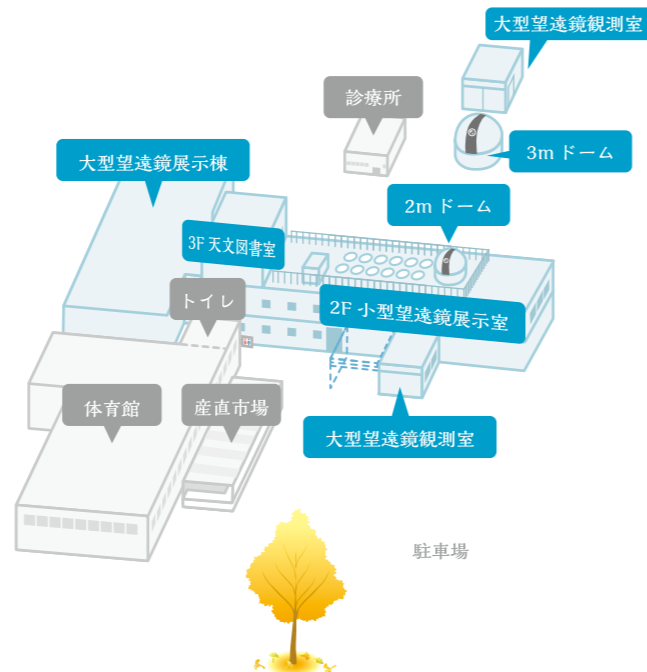 大型望遠鏡観測室
診療所
3m ドーム
大型望遠鏡展示棟
2m ドーム
3F 天文図書室
トイレ
2F 小型望遠鏡展示室
体育館
産直市場
大型望遠鏡観測室
駐車場